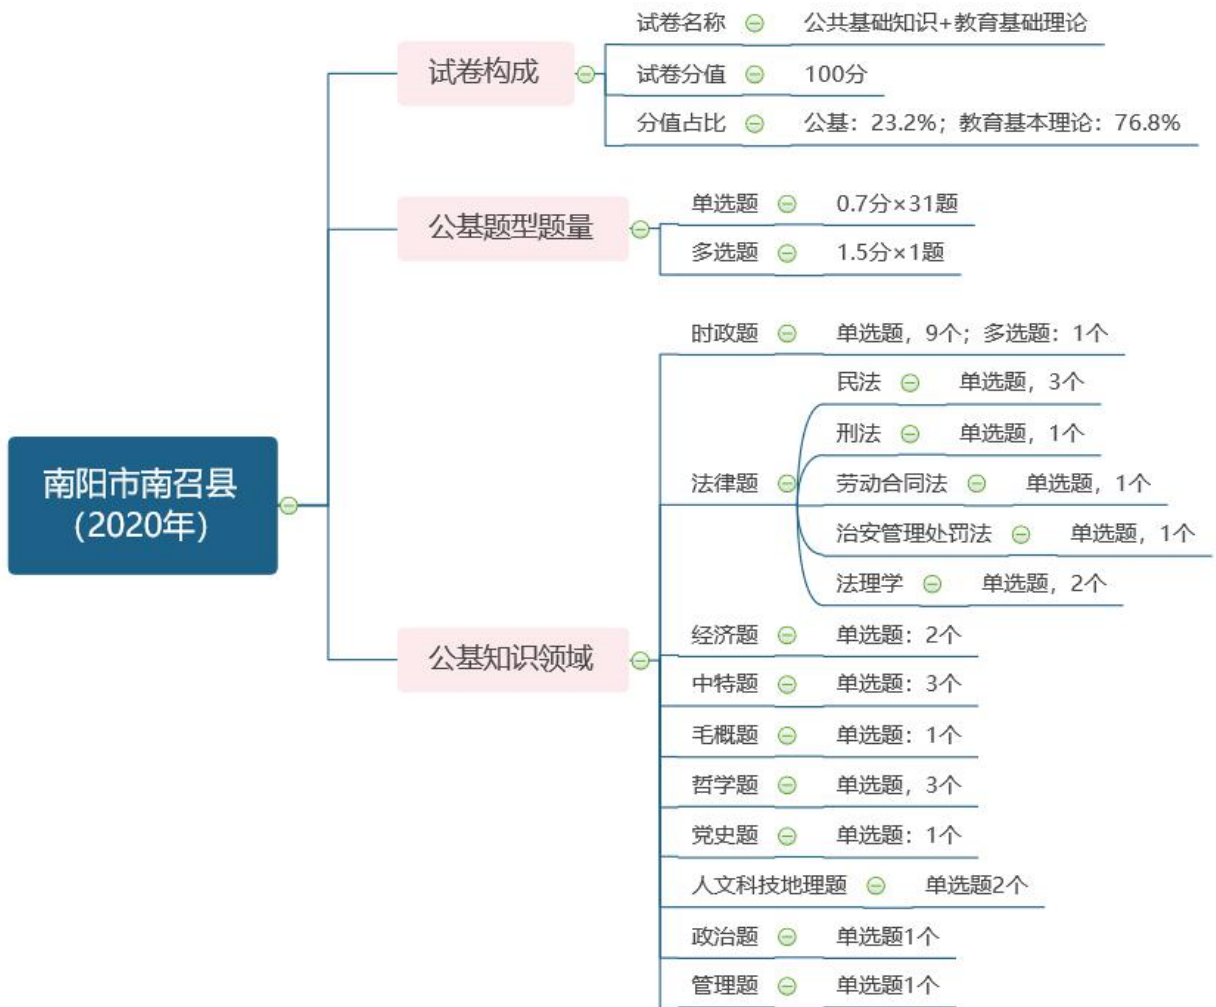 南阳市南召县
（2020年）
试卷构成
试卷名称 公共基础知识+教育基础理论
试卷分值 100分
分值占比 公基：23.2%；教育基本理论：76.8%
公基题型题量
单选题 0.7分×31题
多选题 1.5分×1题
公基知识领域
时政题 单选题，9个；多选题：1个
法律题
民法 单选题，3个
刑法 单选题，1个
劳动合同法 单选题，1个
治安管理处罚法 单选题，1个
法理学 单选题，2个
经济题 单选题：2个
中特题 单选题：3个
毛概题 单选题：1个
哲学题 单选题，3个
党史题 单选题：1个
人文科技地理题 单选题2个
政治题 单选题1个
管理题 单选题1个